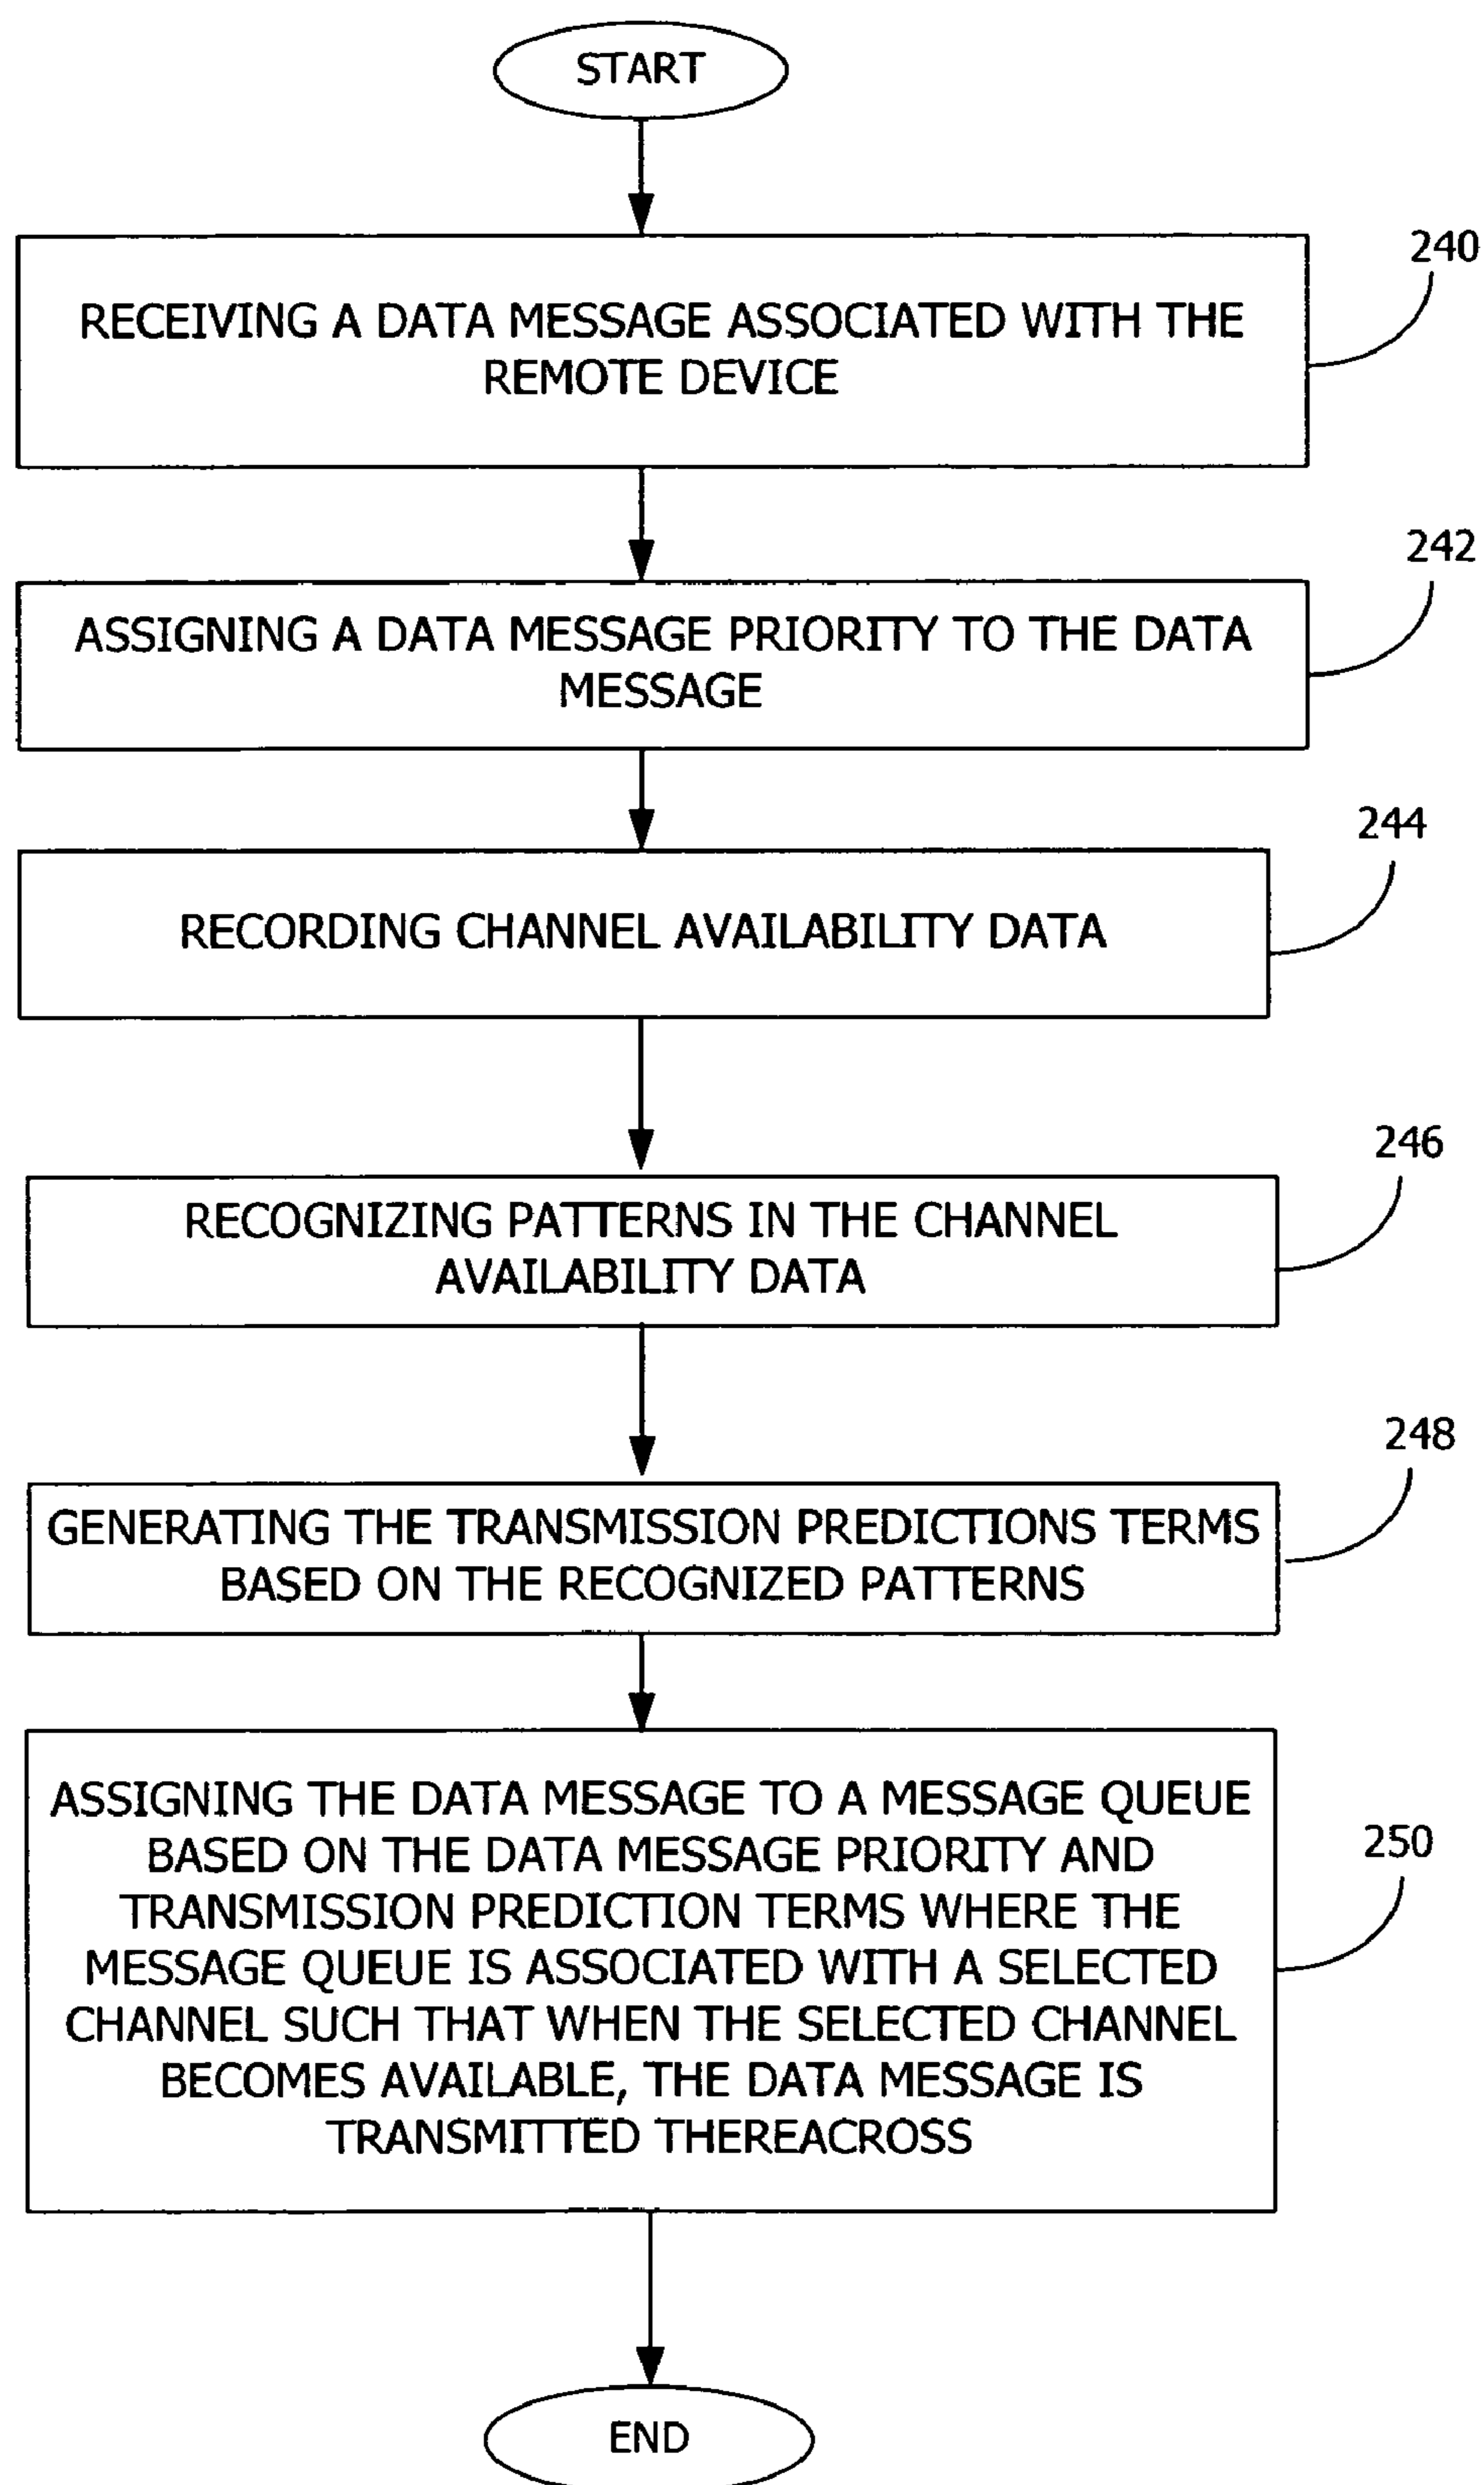 START
240
RECEIVING A DATA MESSAGE ASSOCIATED WITH THE
REMOTE DEVICE
242
ASSIGNING A DATA MESSAGE PRIORITY TO THE DATA
MESSAGE
244
RECORDING CHANNEL AVAILABILITY DATA
246
RECOGNIZING PATTERNS IN THE CHANNEL
AVAILABILITY DATA
248
GENERATING THE TRANSMISSION PREDICTIONS TERMS
BASED ON THE RECOGNIZED PATTERNS
250
ASSIGNING THE DATA MESSAGE TO A MESSAGE QUEUE
BASED ON THE DATA MESSAGE PRIORITY AND
TRANSMISSION PREDICTION TERMS WHERE THE
MESSAGE QUEUE IS ASSOCIATED WITH A SELECTED
CHANNEL SUCH THAT WHEN THE SELECTED CHANNEL
BECOMES AVAILABLE, THE DATA MESSAGE IS
TRANSMITTED THEREACROSS
END